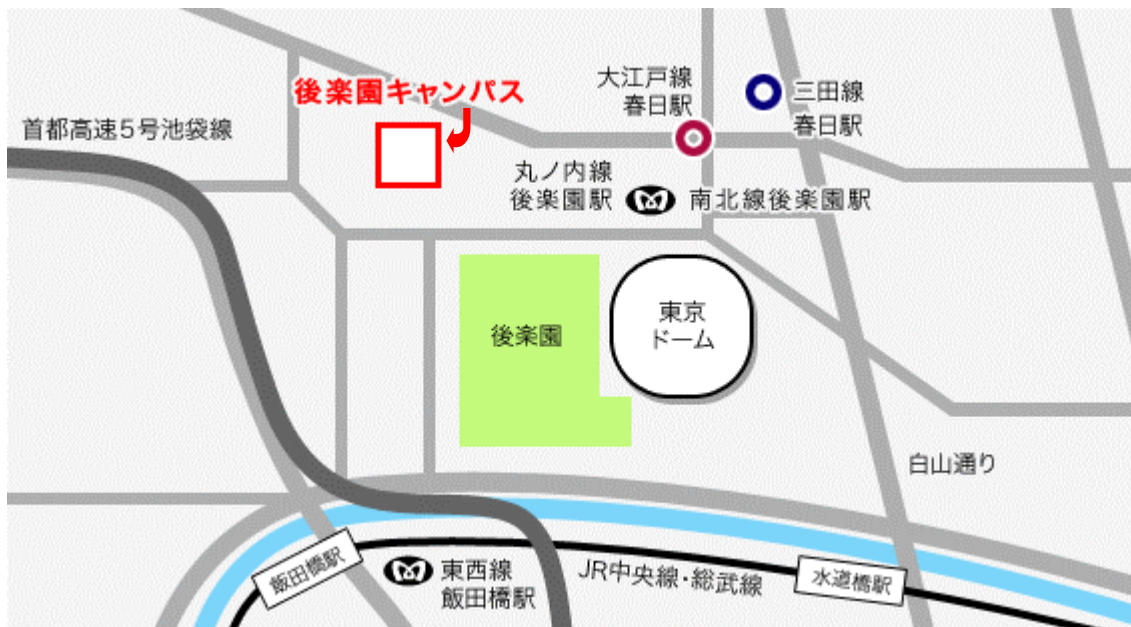 大江戸線
春日駅
三田線
春日駅
後楽園キャンパス
首都高速5号池袋線
丸ノ内線
後楽園駅
南北線後楽園駅
東京
ドーム
後楽園
白山通り
飯田橋駅
東西線
飯田橋駅
JR中央線・総武線
水道橋駅